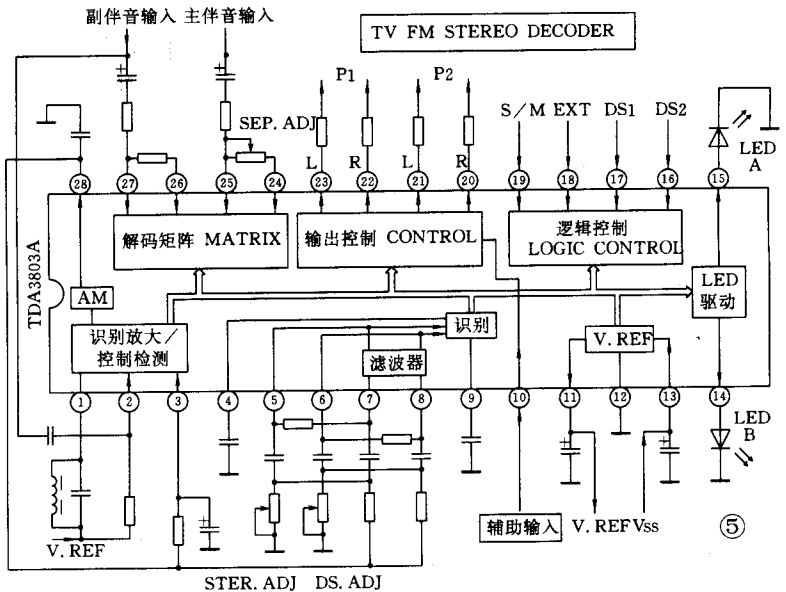 副伴音输入 主伴音输入
TV FM STEREO DECODER
P1 P2
S/M EXT DS1 DS2
SEP. ADJ
LED
A
L R L R
28 27 26 25 24 23 22 21 20 19 18 17 16 15
TDA3803A
解码矩阵 MATRIX
输出控制 CONTROL
逻辑控制
LOGIC CONTROL
AM
LED
驱动
识别放大/
控制检测
识别
V. REF
滤波器
1 2 3 4 5 6 7 8 9 10 11 12 13 14
LED
B
+ + + + +
V. REF
辅助输入
V. REF VSS
⑤
STER. ADJ DS. ADJ